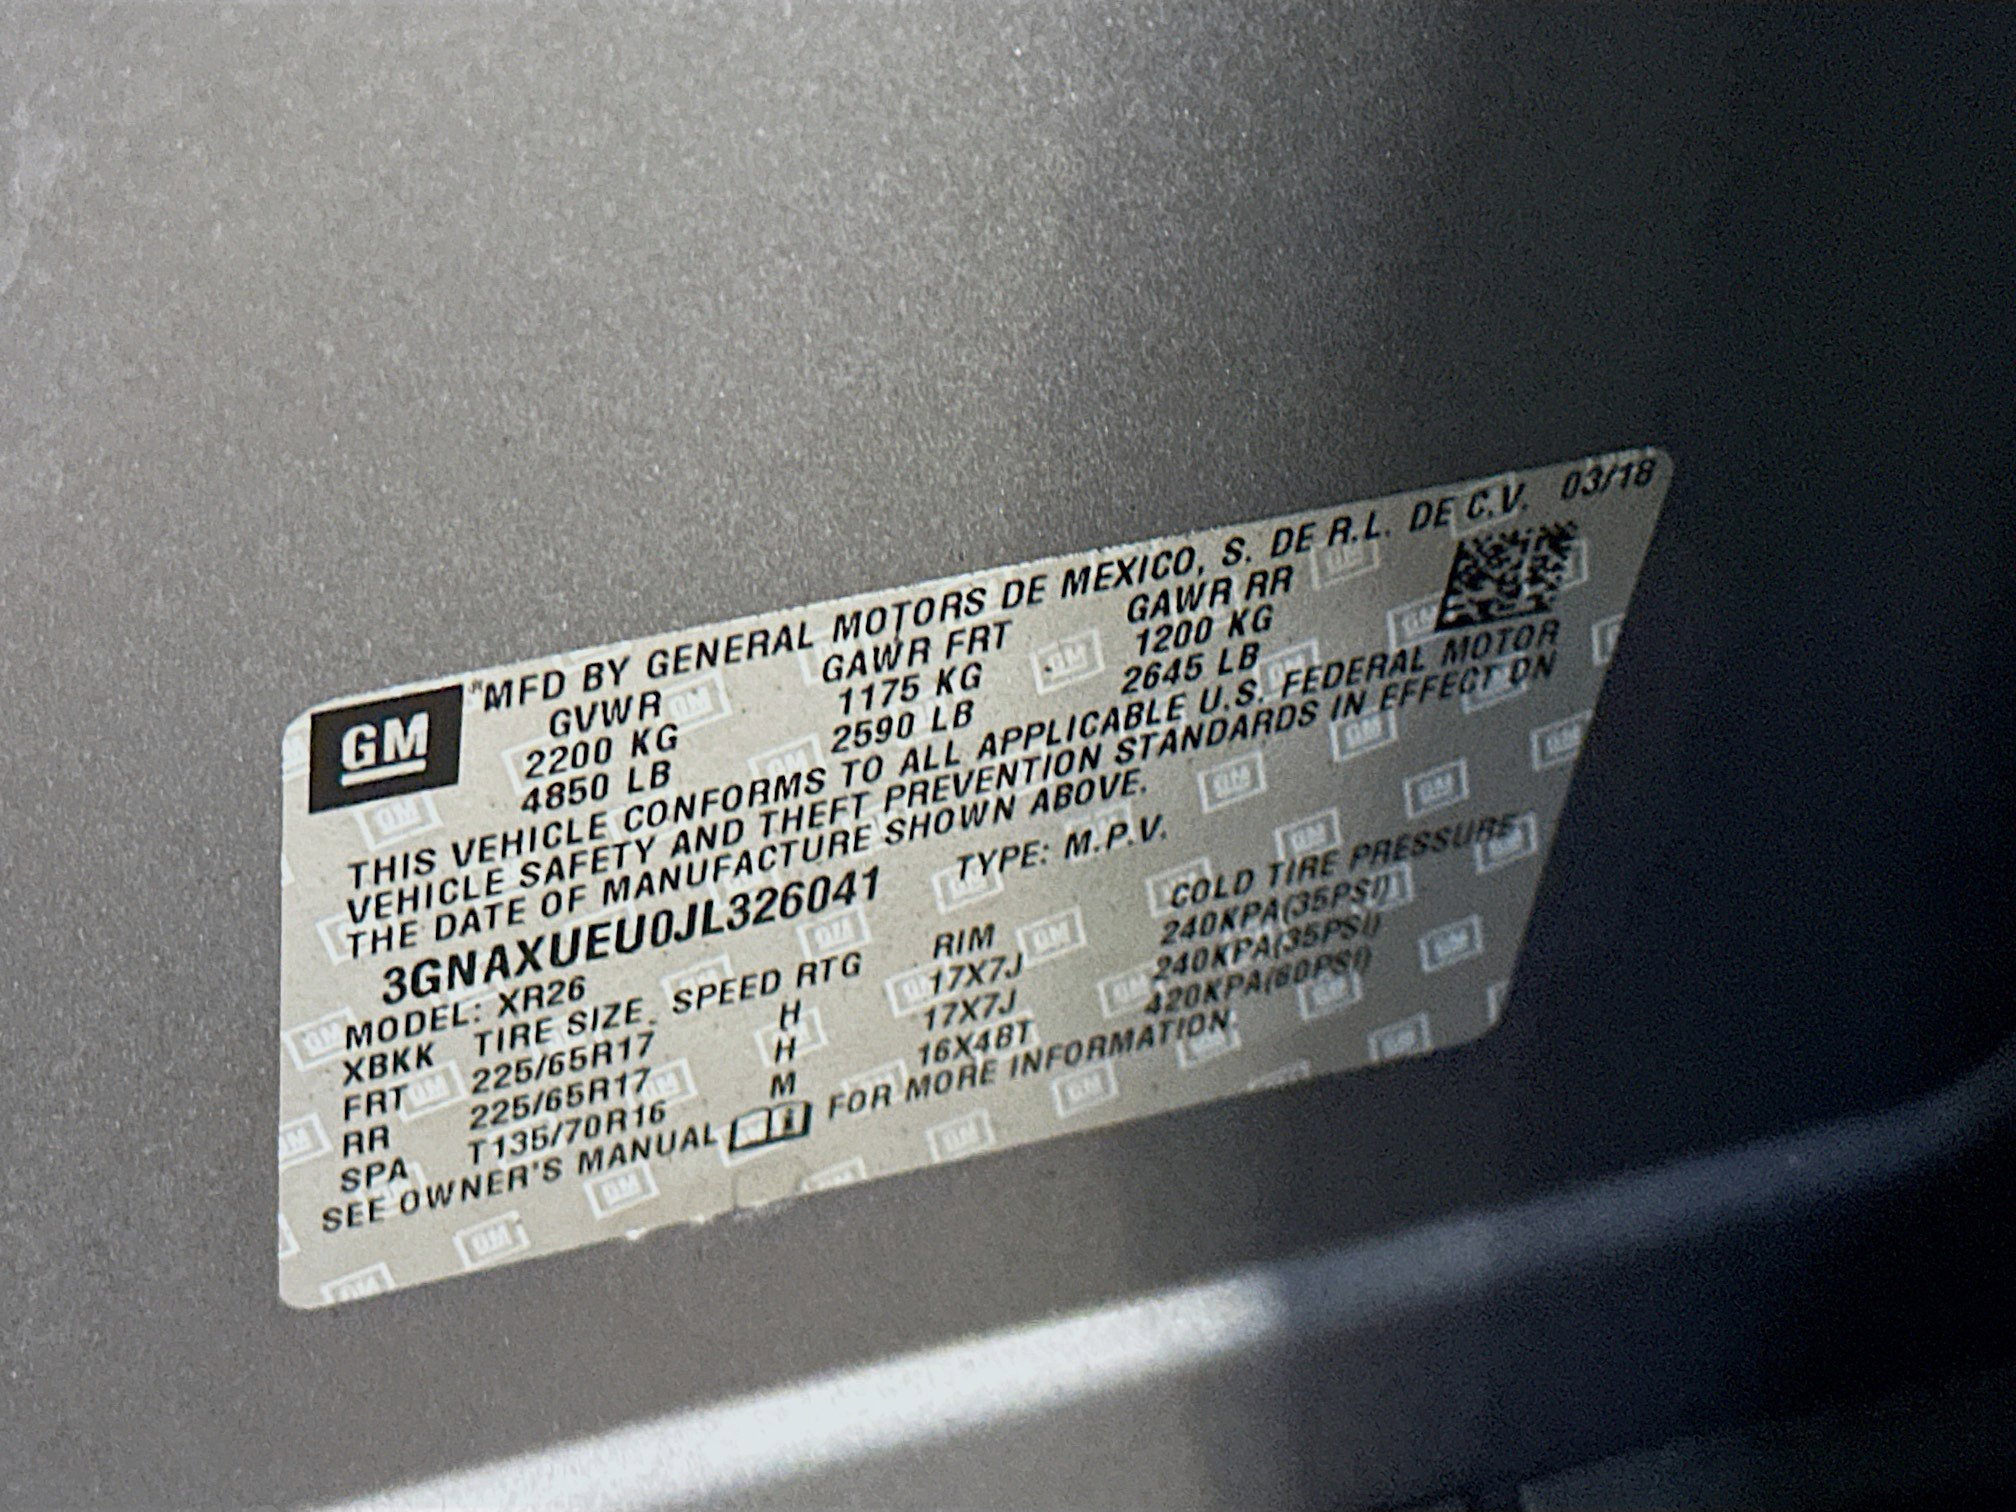 GM
MFD BY GENERAL MOTORS DE MEXICO, S. DE R.L. DE C.V. 03/18
GVWR GAWR FRT GAWR RR
2200 KG 1175 KG 1200 KG
4850 LB 2590 LB 2645 LB
THIS VEHICLE CONFORMS TO ALL APPLICABLE U.S. FEDERAL MOTOR
VEHICLE SAFETY AND THEFT PREVENTION STANDARDS IN EFFECT ON
THE DATE OF MANUFACTURE SHOWN ABOVE.
3GNAXUEU0JL326041 TYPE: M.P.V.
MODEL: XR26
XBKK TIRE SIZE SPEED RTG RIM COLD TIRE PRESSURE
FRT 225/65R17 H 17X7J 240KPA(35PSI)
RR 225/65R17 H 17X7J 240KPA(35PSI)
SPA T135/70R16 M 16X4BT 420KPA(60PSI)
SEE OWNER'S MANUAL FOR MORE INFORMATION.